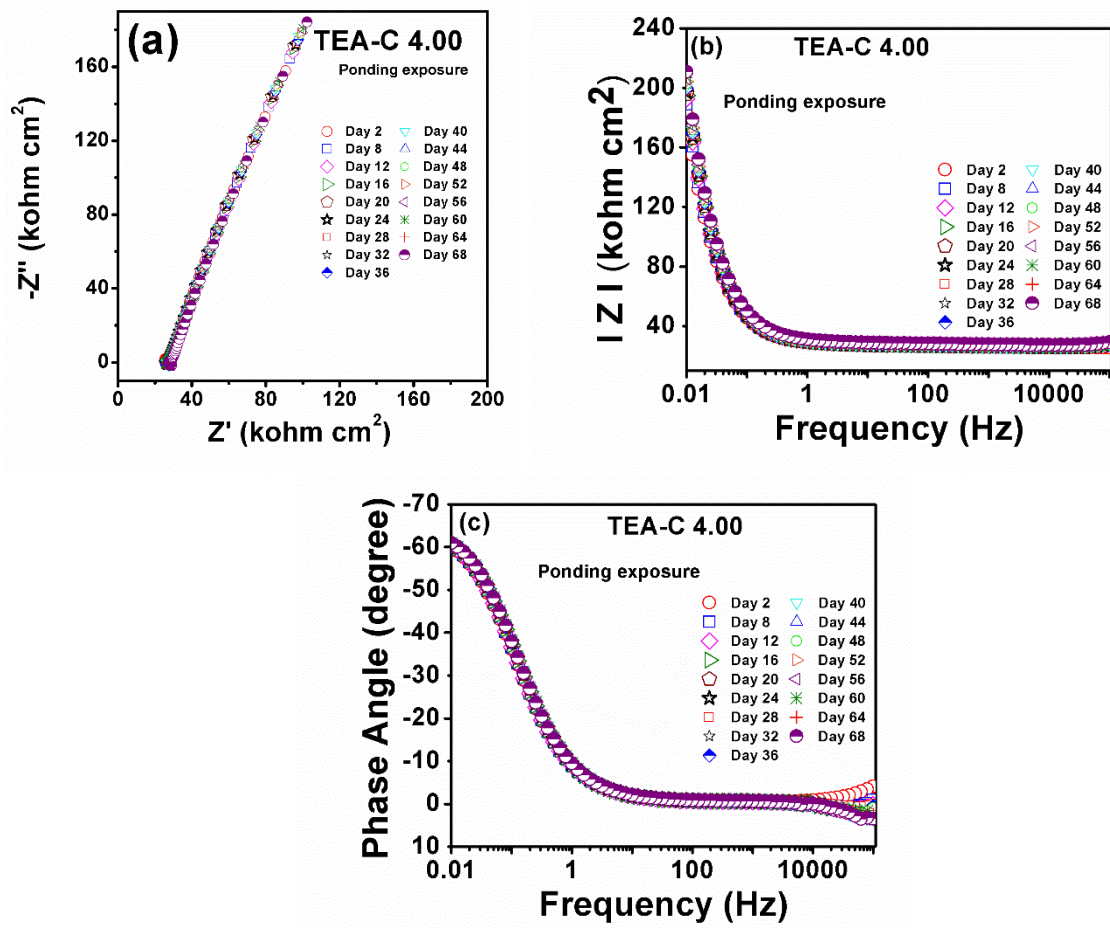 (a)
TEA-C 4.00
Ponding exposure
Day 2 Day 40
Day 8 Day 44
Day 12 Day 48
Day 16 Day 52
Day 20 Day 56
Day 24 Day 60
Day 28 Day 64
Day 32 Day 68
Day 36
-Z'' (kohm cm²)
160
120
80
40
0
0 40 80 120 160 200
Z' (kohm cm²)
(b)
TEA-C 4.00
Ponding exposure
Day 2 Day 40
Day 8 Day 44
Day 12 Day 48
Day 16 Day 52
Day 20 Day 56
Day 24 Day 60
Day 28 Day 64
Day 32 Day 68
Day 36
I Z I (kohm cm²)
240
200
160
120
80
40
0.01 1 100 10000
Frequency (Hz)
(c)
TEA-C 4.00
Ponding exposure
Day 2 Day 40
Day 8 Day 44
Day 12 Day 48
Day 16 Day 52
Day 20 Day 56
Day 24 Day 60
Day 28 Day 64
Day 32 Day 68
Day 36
Phase Angle (degree)
-70
-60
-50
-40
-30
-20
-10
0
10
0.01 1 100 10000
Frequency (Hz)